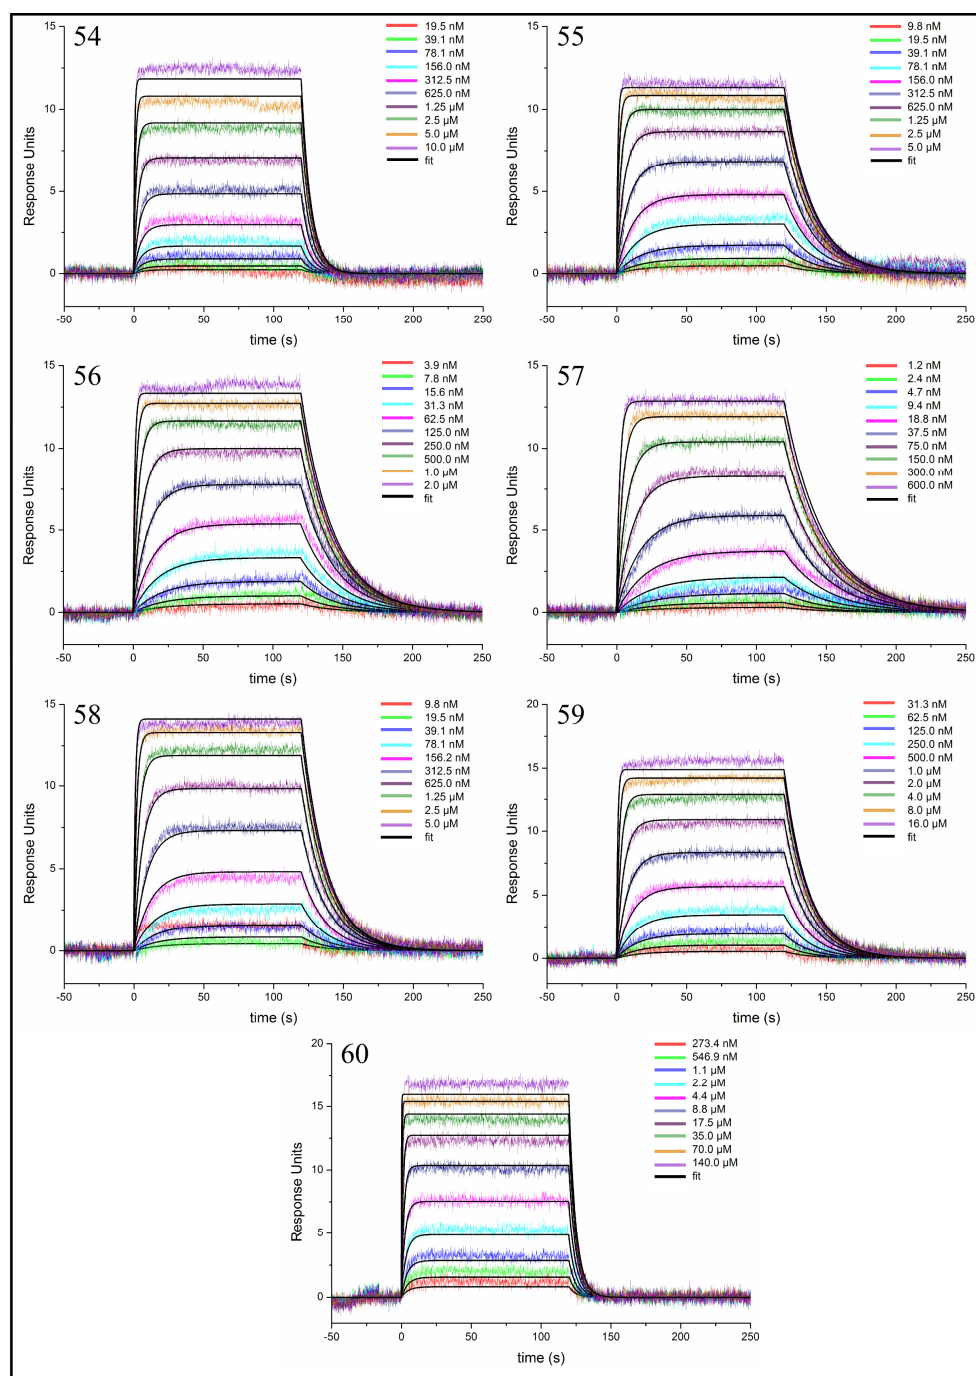 54
15
10
5
0
Response Units
-50 0 50 100 150 200 250
time (s)
19.5 nM
39.1 nM
78.1 nM
156.0 nM
312.5 nM
625.0 nM
1.25 µM
2.5 µM
5.0 µM
10.0 µM
fit
55
15
10
5
0
Response Units
-50 0 50 100 150 200 250
time (s)
9.8 nM
19.5 nM
39.1 nM
78.1 nM
156.0 nM
312.5 nM
625.0 nM
1.25 µM
2.5 µM
5.0 µM
fit
56
15
10
5
0
Response Units
-50 0 50 100 150 200 250
time (s)
3.9 nM
7.8 nM
15.6 nM
31.3 nM
62.5 nM
125.0 nM
250.0 nM
500.0 nM
1.0 µM
2.0 µM
fit
57
15
10
5
0
Response Units
-50 0 50 100 150 200 250
time (s)
1.2 nM
2.4 nM
4.7 nM
9.4 nM
18.8 nM
37.5 nM
75.0 nM
150.0 nM
300.0 nM
600.0 nM
fit
58
15
10
5
0
Response Units
-50 0 50 100 150 200 250
time (s)
9.8 nM
19.5 nM
39.1 nM
78.1 nM
156.2 nM
312.5 nM
625.0 nM
1.25 µM
2.5 µM
5.0 µM
fit
59
20
15
10
5
0
Response Units
-50 0 50 100 150 200 250
time (s)
31.3 nM
62.5 nM
125.0 nM
250.0 nM
500.0 nM
1.0 µM
2.0 µM
4.0 µM
8.0 µM
16.0 µM
fit
60
20
15
10
5
0
Response Units
-50 0 50 100 150 200 250
time (s)
273.4 nM
546.9 nM
1.1 µM
2.2 µM
4.4 µM
8.8 µM
17.5 µM
35.0 µM
70.0 µM
140.0 µM
fit